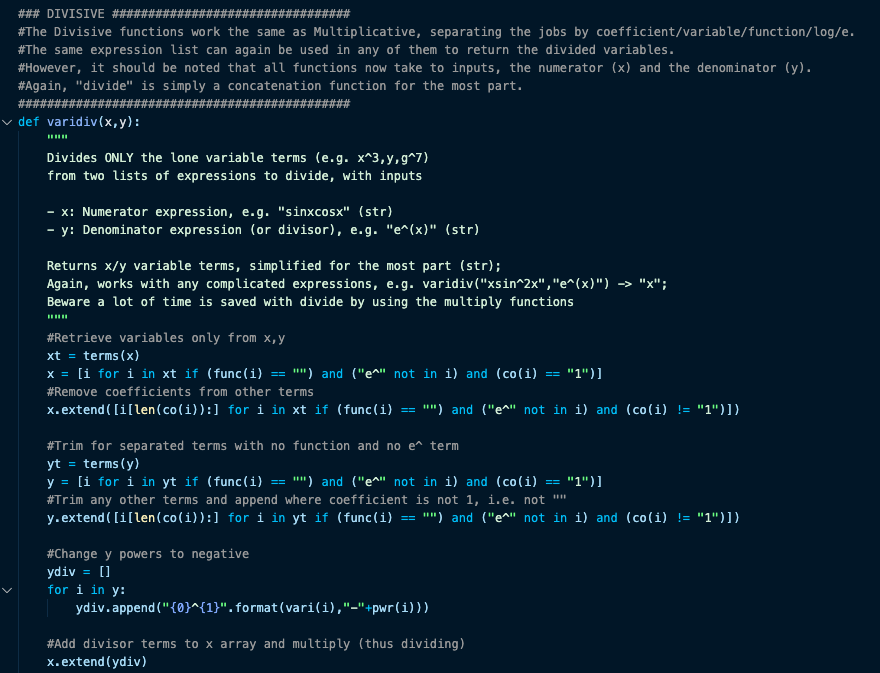 ### DIVISIVE #################################
#The Divisive functions work the same as Multiplicative, separating the jobs by coefficient/variable/function/log/e.
#The same expression list can again be used in any of them to return the divided variables.
#However, it should be noted that all functions now take to inputs, the numerator (x) and the denominator (y).
#Again, "divide" is simply a concatenation function for the most part.
##############################################
def varidiv(x,y):
    """
    Divides ONLY the lone variable terms (e.g. x^3,y,g^7)
    from two lists of expressions to divide, with inputs

    - x: Numerator expression, e.g. "sinxcosx" (str)
    - y: Denominator expression (or divisor), e.g. "e^(x)" (str)

    Returns x/y variable terms, simplified for the most part (str);
    Again, works with any complicated expressions, e.g. varidiv("xsin^2x","e^(x)") -> "x";
    Beware a lot of time is saved with divide by using the multiply functions
    """
    #Retrieve variables only from x,y
    xt = terms(x)
    x = [i for i in xt if (func(i) == "") and ("e^" not in i) and (co(i) == "1")]
    #Remove coefficients from other terms
    x.extend([i[len(co(i)):] for i in xt if (func(i) == "") and ("e^" not in i) and (co(i) != "1")])

    #Trim for separated terms with no function and no e^ term
    yt = terms(y)
    y = [i for i in yt if (func(i) == "") and ("e^" not in i) and (co(i) == "1")]
    #Trim any other terms and append where coefficient is not 1, i.e. not ""
    y.extend([i[len(co(i)):] for i in yt if (func(i) == "") and ("e^" not in i) and (co(i) != "1")])

    #Change y powers to negative
    ydiv = []
    for i in y:
        ydiv.append("{0}^{1}".format(vari(i),"-"+pwr(i)))

    #Add divisor terms to x array and multiply (thus dividing)
    x.extend(ydiv)